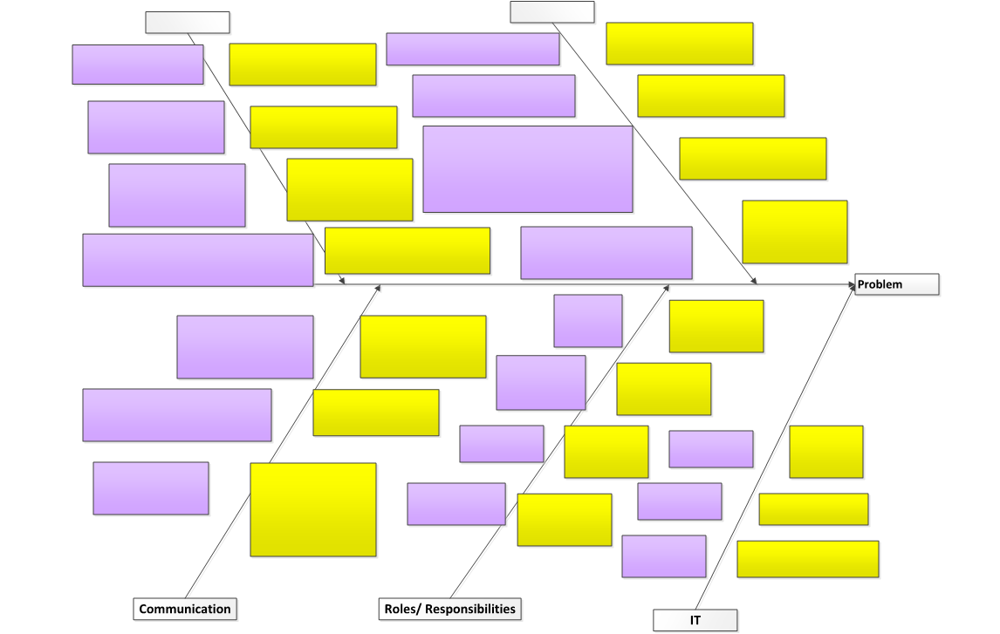 Problem
Communication
Roles/ Responsibilities
IT